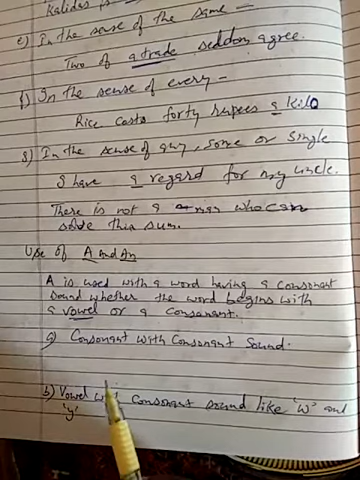 Kalidas is
e) In the sense of the same -
Two of a trade seldom agree.
f) In the sense of every -
Rice costs forty rupees a kilo
g) In the sense of any, some or single
I have a regard for my uncle.
There is not a man who can
solve this sum.
Use of A and An
A is used with a word having a consonant
sound whether the word begins with
a vowel or a consonant.
a) Consonant with Consonant Sound.
b) Vowel consonant sound like 'w' and
'y'